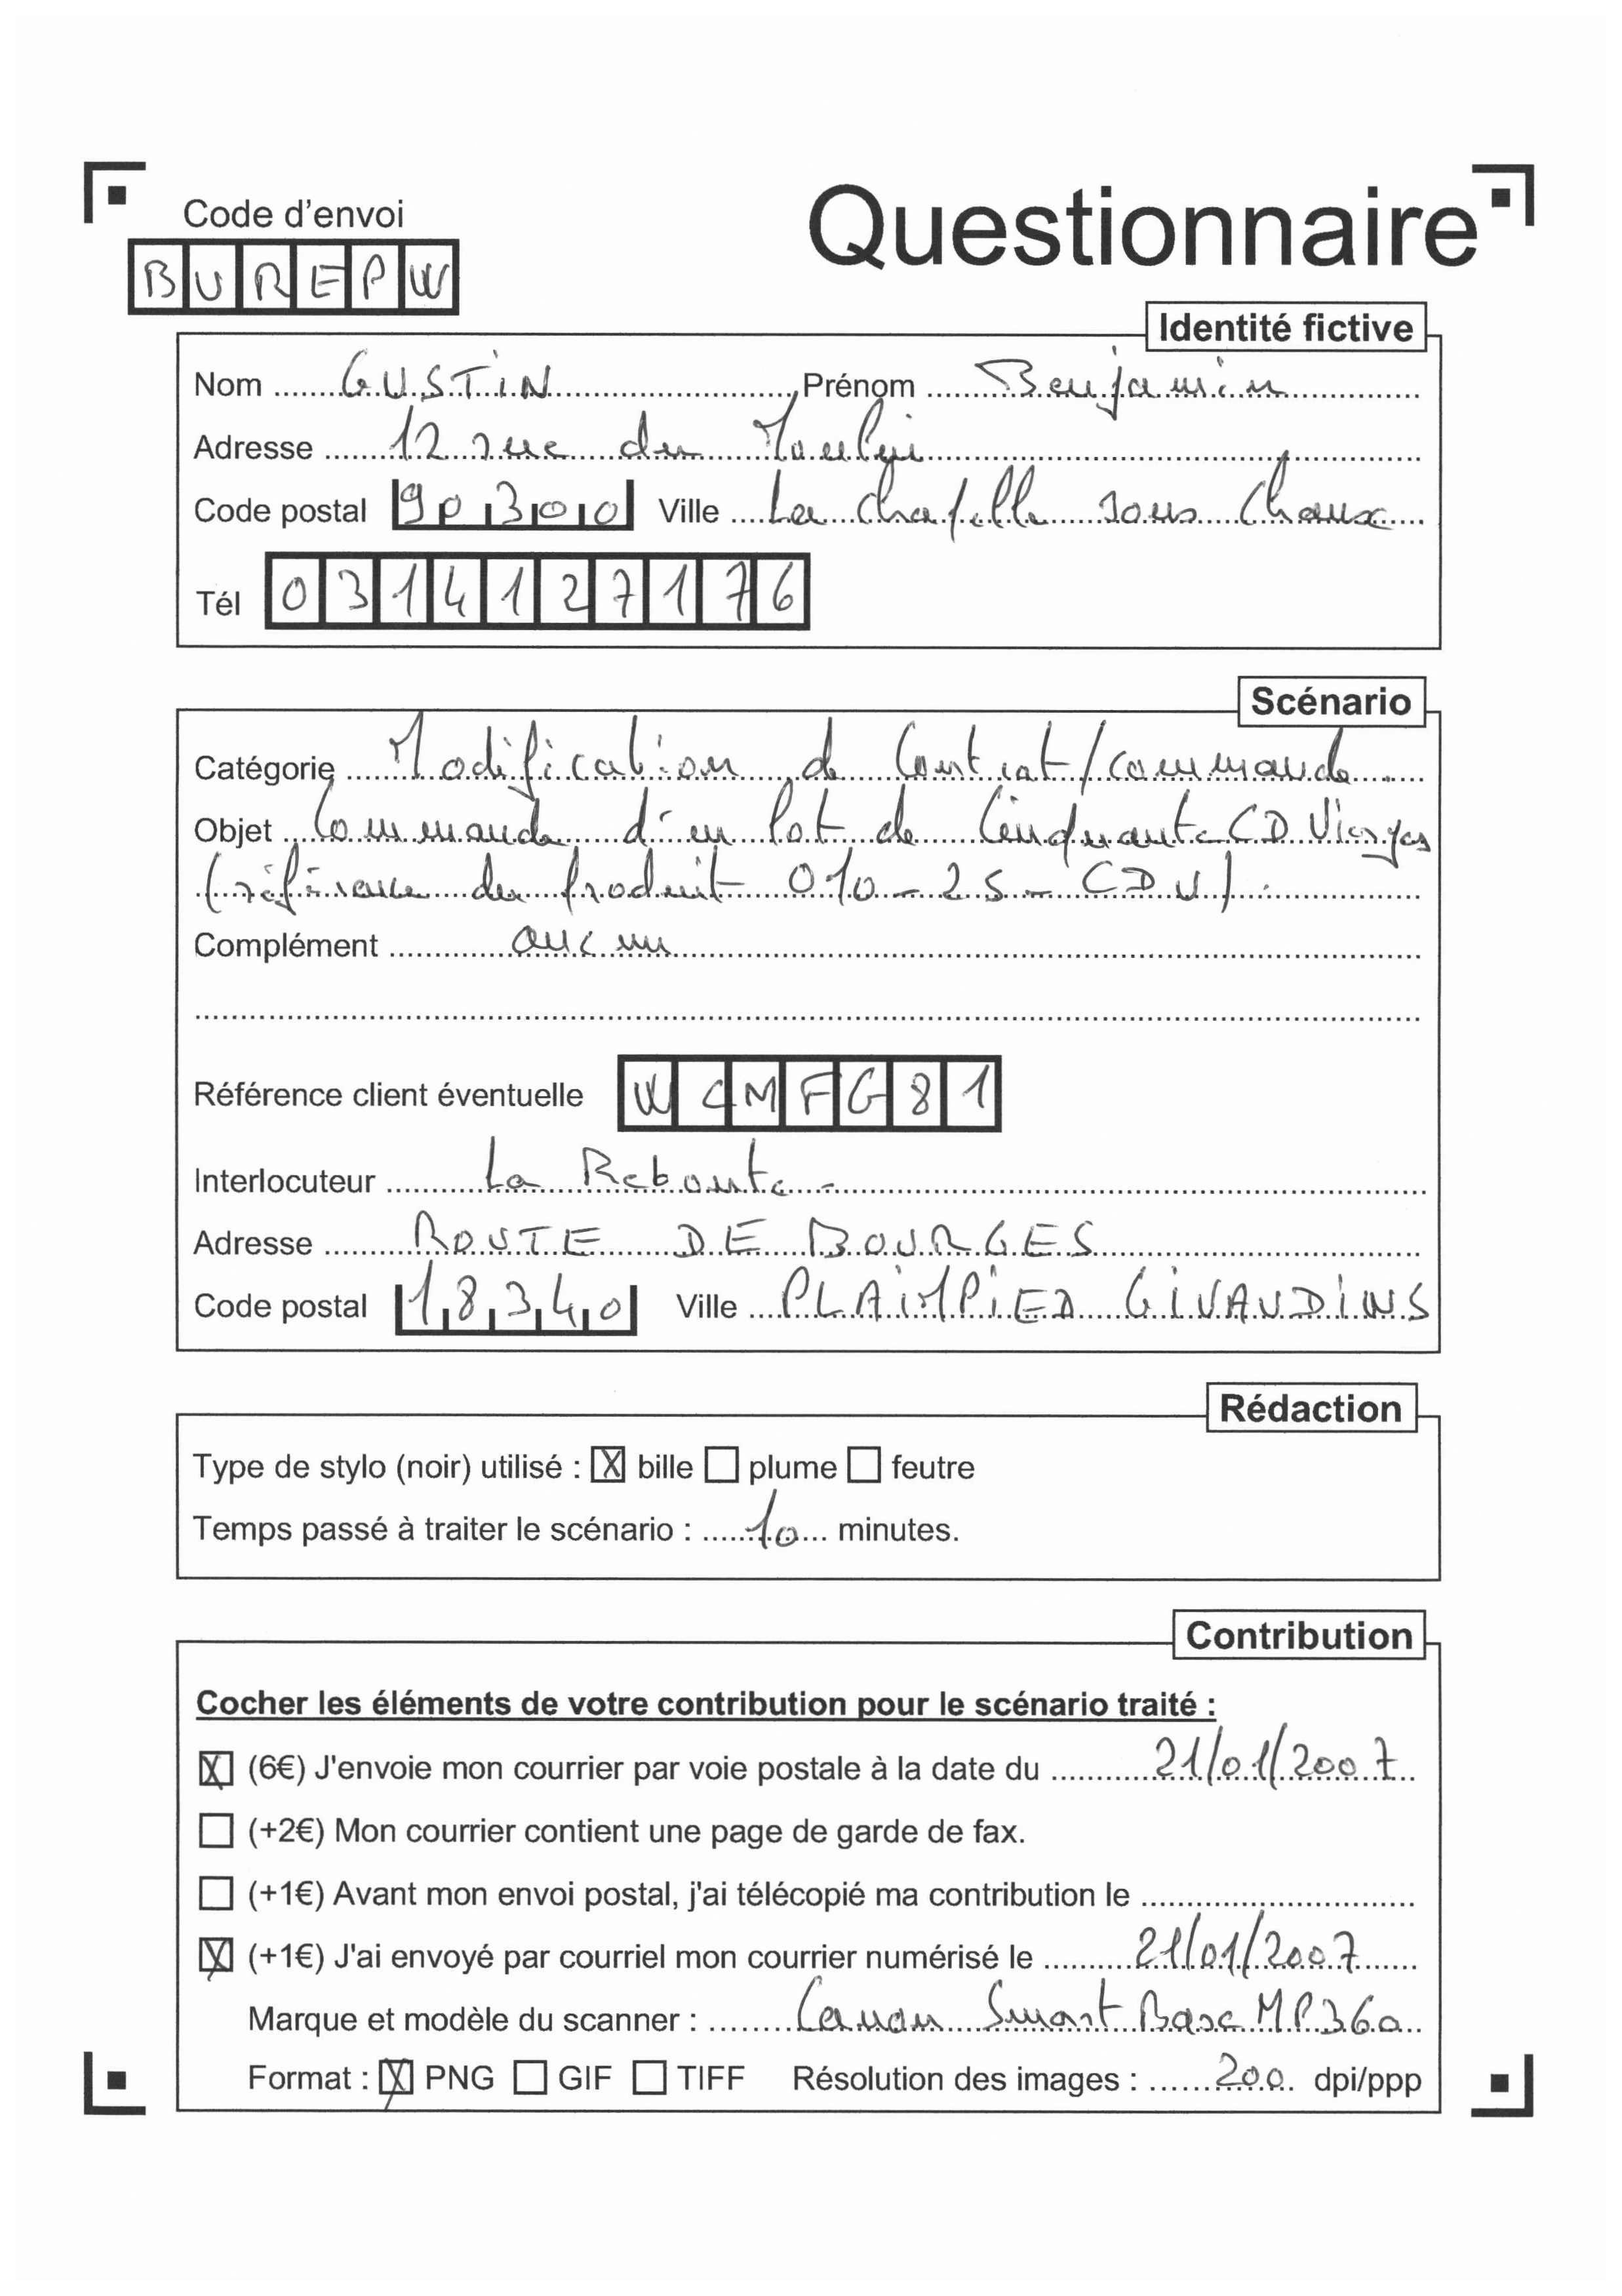 Code d'envoi
Questionnaire
BUREPW
Identité fictive
Nom GUSTIN Prénom Benjamin
Adresse 12 rue du Moulin
Code postal 90300 Ville La Chapelle sous Chaux
Tél 0314127176
Scénario
Catégorie Modification de Contrat/commande.
Objet Commande d'un lot de Cinquante CD Vierges
(référence du produit 010-25-CDV).
Complément aucun
Référence client éventuelle WCMFG81
Interlocuteur La Redoute
Adresse ROUTE DE BOURGES
Code postal 18340 Ville PLAIMPIED GIVAUDINS
Rédaction
Type de stylo (noir) utilisé : bille plume feutre
Temps passé à traiter le scénario : 10 minutes.
Contribution
Cocher les éléments de votre contribution pour le scénario traité :
(6€) J'envoie mon courrier par voie postale à la date du 21/01/2007
(+2€) Mon courrier contient une page de garde de fax.
(+1€) Avant mon envoi postal, j'ai télécopié ma contribution le
(+1€) J'ai envoyé par courriel mon courrier numérisé le 21/01/2007
Marque et modèle du scanner : Canon Smart Base MP360
Format : PNG GIF TIFF Résolution des images : 200 dpi/ppp